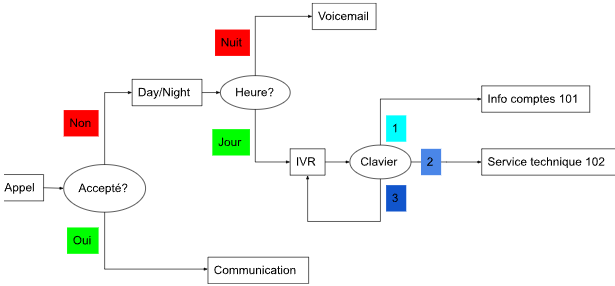 Voicemail
Nuit
Day/Night
Heure?
Info comptes 101
Non
1
Jour
IVR
Clavier
2
Service technique 102
Appel
Accepté?
3
Oui
Communication